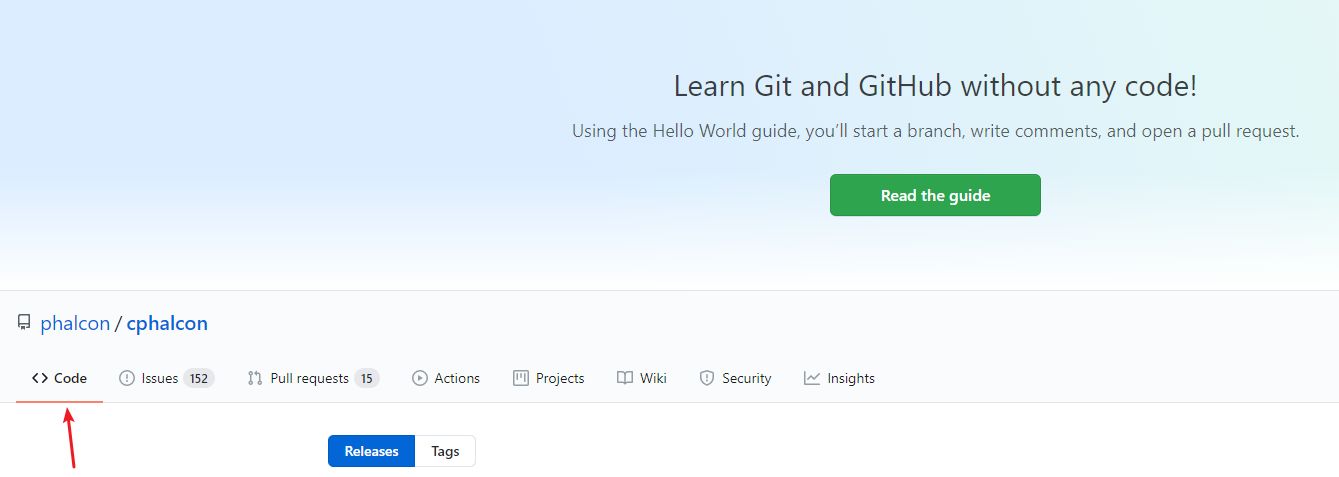 Learn Git and GitHub without any code!
Using the Hello World guide, you’ll start a branch, write comments, and open a pull request.
Read the guide
phalcon / cphalcon
Code Issues 152 Pull requests 15 Actions Projects Wiki Security Insights
Releases Tags